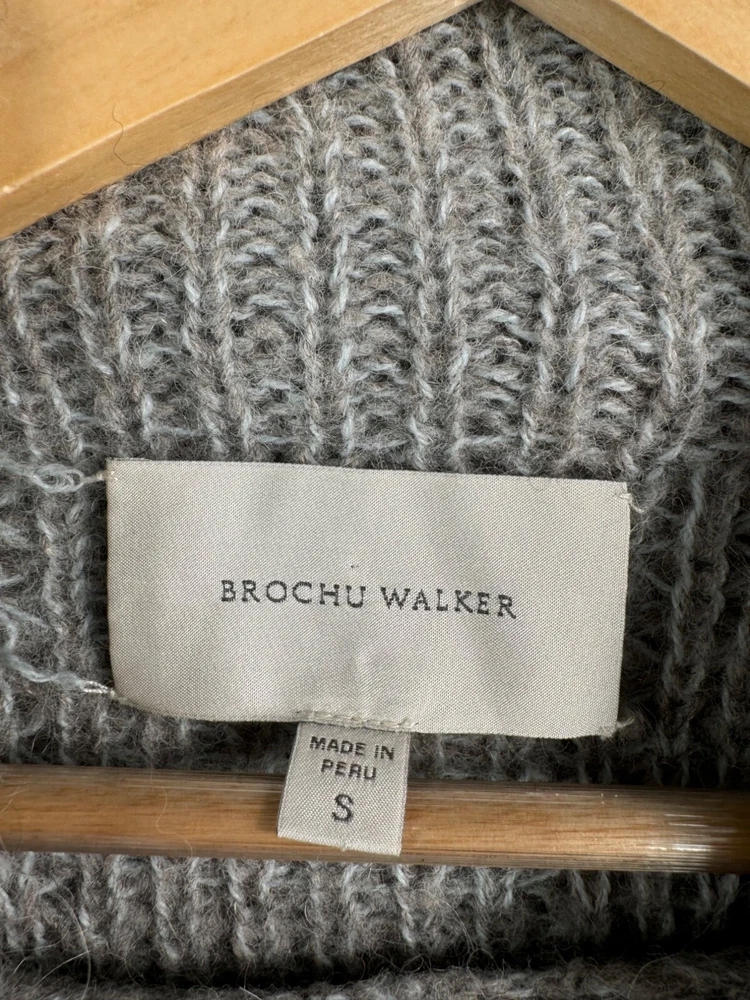 BROCHU WALKER
MADE IN
PERU
S